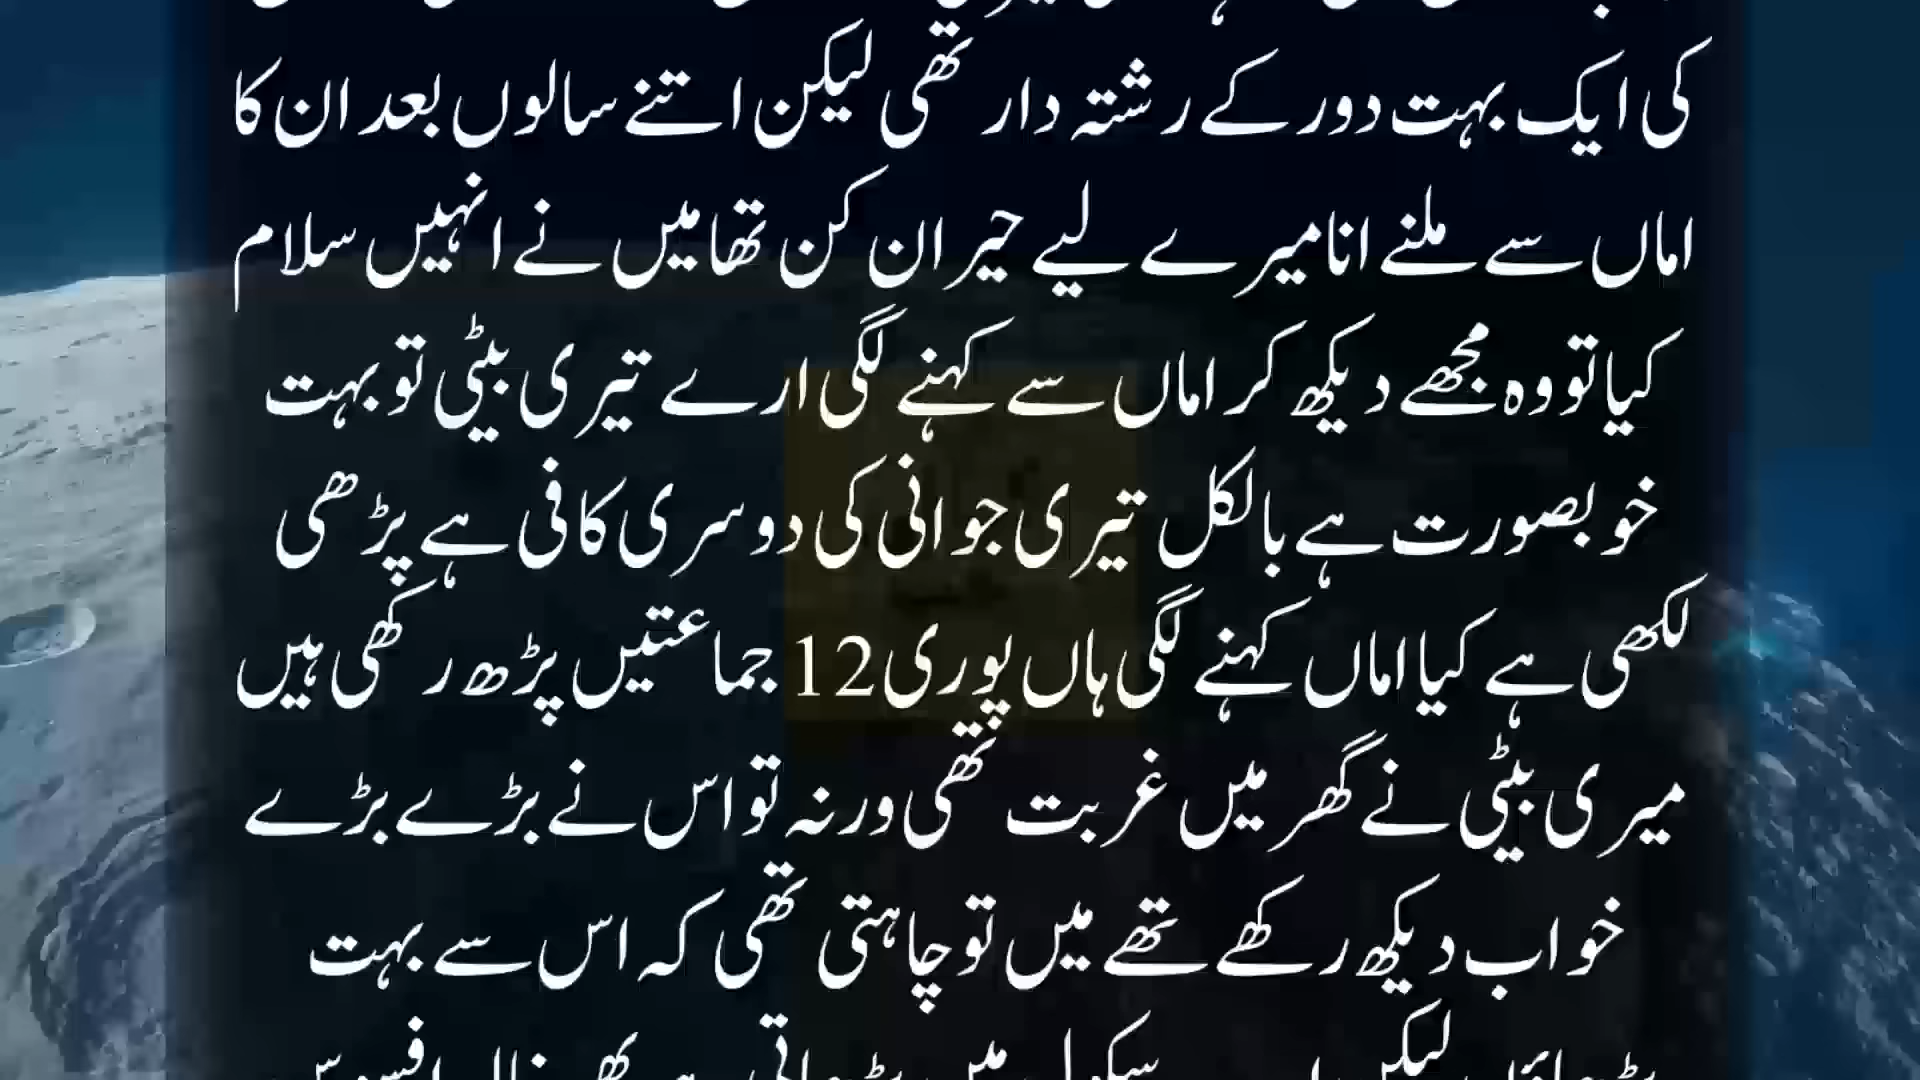 کی ایک بہت دور کے رشتہ دار تھی لیکن اتنے سالوں بعد ان کا
اماں سے ملنے انا میرے لیے حیران کن تھا میں نے انہیں سلام
کیا تو وہ مجھے دیکھ کر اماں سے کہنے لگی ارے تیری بیٹی تو بہت
خوبصورت ہے بالکل تیری جوانی کی دوسری کافی ہے پڑھی
لکھی ہے کیا اماں کہنے لگی ہاں پوری 12 جماعتیں پڑھ رکھی ہیں
میری بیٹی نے گھر میں غربت تھی ورنہ تو اس نے بڑے بڑے
خواب دیکھ رکھے تھے میں تو چاہتی تھی کہ اس سے بہت